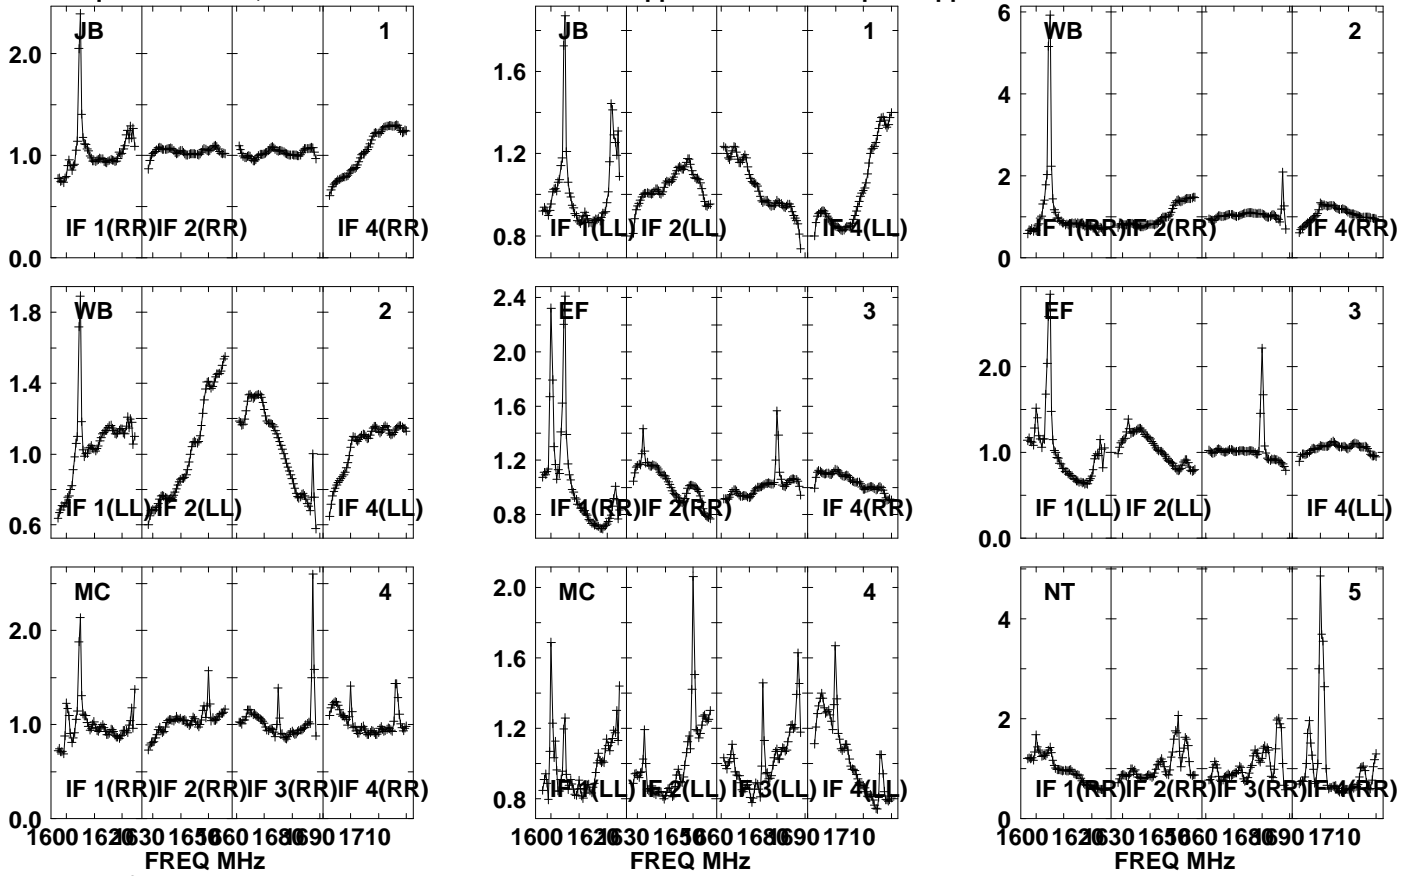 JB 1
2.0
1.0
0.0
IF 1(RR) IF 2(RR) IF 4(RR)
JB 1
1.6
1.2
0.8
IF 1(LL) IF 2(LL) IF 4(LL)
WB 2
6
4
2
0
IF 1(RR) IF 2(RR) IF 4(RR)
WB 2
1.8
1.4
1.0
0.6
IF 1(LL) IF 2(LL) IF 4(LL)
EF 3
2.4
2.0
1.6
1.2
0.8
IF 1(RR) IF 2(RR) IF 4(RR)
EF 3
2.0
1.0
0.0
IF 1(LL) IF 2(LL) IF 4(LL)
MC 4
2.0
1.0
0.0
IF 1(RR) IF 2(RR) IF 3(RR) IF 4(RR)
1600 1620 1630 1650 1660 1680 1690 1710
FREQ MHz
MC 4
2.0
1.6
1.2
0.8
IF 1(LL) IF 2(LL) IF 3(LL) IF 4(LL)
1600 1620 1630 1650 1660 1680 1690 1710
FREQ MHz
NT 5
4
2
0
IF 1(RR) IF 2(RR) IF 3(RR) IF 4(RR)
1600 1620 1630 1650 1660 1680 1690 1710
FREQ MHz